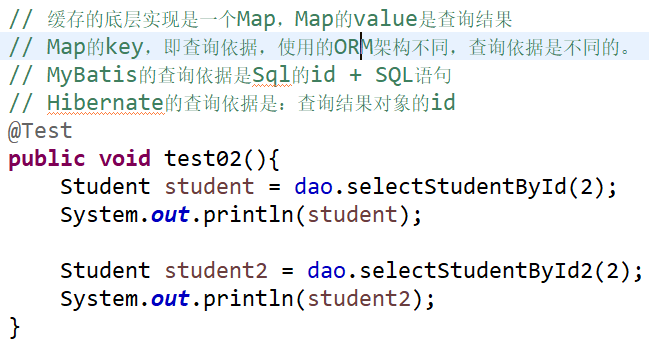 // 缓存的底层实现是一个Map，Map的value是查询结果
// Map的key，即查询依据，使用的ORM架构不同，查询依据是不同的。
// MyBatis的查询依据是Sql的id + SQL语句
// Hibernate的查询依据是：查询结果对象的id
@Test
public void test02(){
    Student student = dao.selectStudentById(2);
    System.out.println(student);
    Student student2 = dao.selectStudentById2(2);
    System.out.println(student2);
}